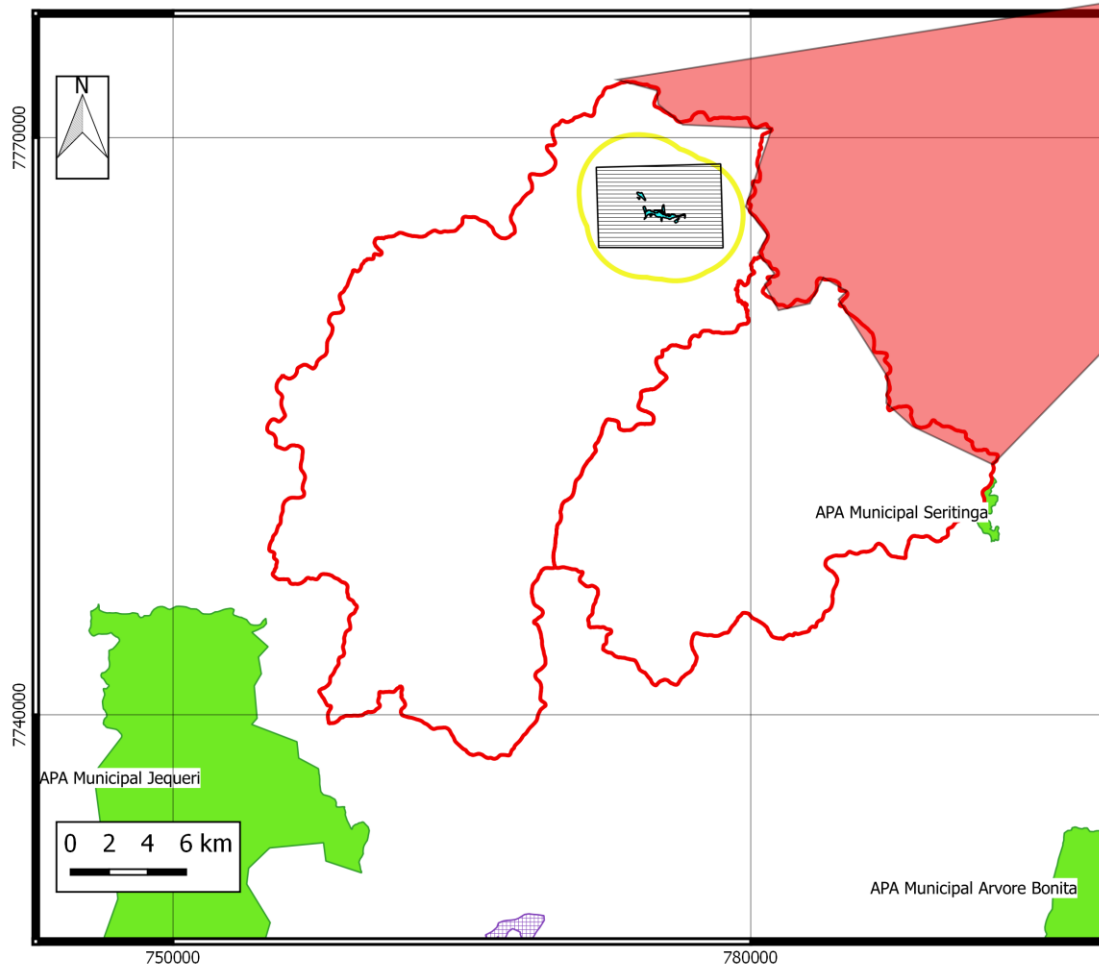 N
7770000
APA Municipal Seritinga
7740000
APA Municipal Jequeri
0 2 4 6 km
APA Municipal Arvore Bonita
750000
780000